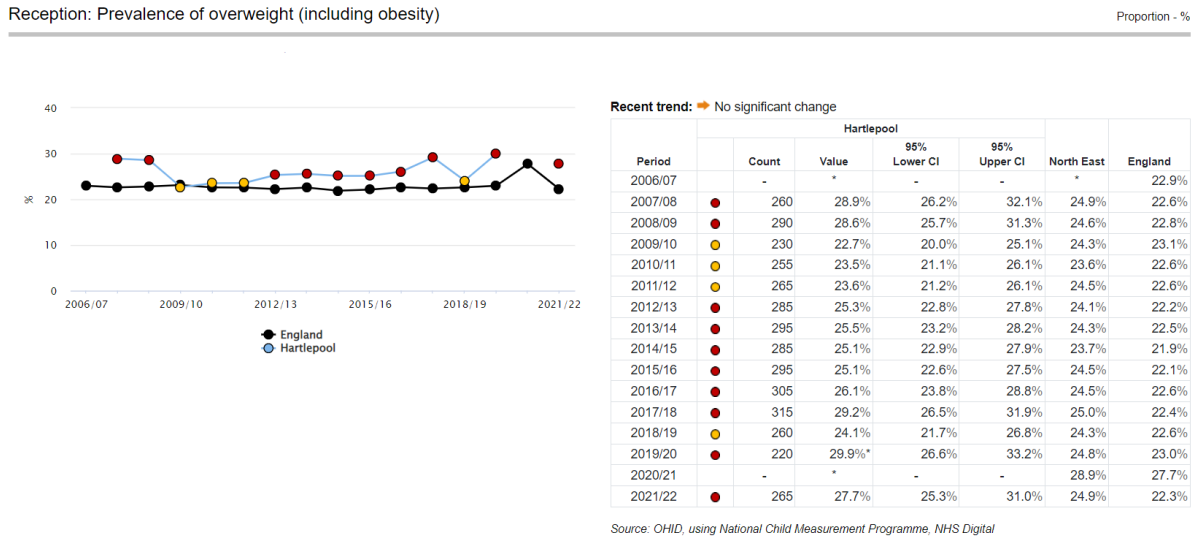 Reception: Prevalence of overweight (including obesity)
Proportion - %
40
30
20
10
0
%
2006/07 2009/10 2012/13 2015/16 2018/19 2021/22
England
Hartlepool
Recent trend: No significant change
Hartlepool
Period Count Value 95% Lower CI 95% Upper CI North East England
2006/07 - * - - * 22.9%
2007/08 260 28.9% 26.2% 32.1% 24.9% 22.6%
2008/09 290 28.6% 25.7% 31.3% 24.6% 22.8%
2009/10 230 22.7% 20.0% 25.1% 24.3% 23.1%
2010/11 255 23.5% 21.1% 26.1% 23.6% 22.6%
2011/12 265 23.6% 21.2% 26.1% 24.5% 22.6%
2012/13 285 25.3% 22.8% 27.8% 24.1% 22.2%
2013/14 295 25.5% 23.2% 28.2% 24.3% 22.5%
2014/15 285 25.1% 22.9% 27.9% 23.7% 21.9%
2015/16 295 25.1% 22.6% 27.5% 24.5% 22.1%
2016/17 305 26.1% 23.8% 28.8% 24.5% 22.6%
2017/18 315 29.2% 26.5% 31.9% 25.0% 22.4%
2018/19 260 24.1% 21.7% 26.8% 24.3% 22.6%
2019/20 220 29.9%* 26.6% 33.2% 24.8% 23.0%
2020/21 - * - - 28.9% 27.7%
2021/22 265 27.7% 25.3% 31.0% 24.9% 22.3%
Source: OHID, using National Child Measurement Programme, NHS Digital